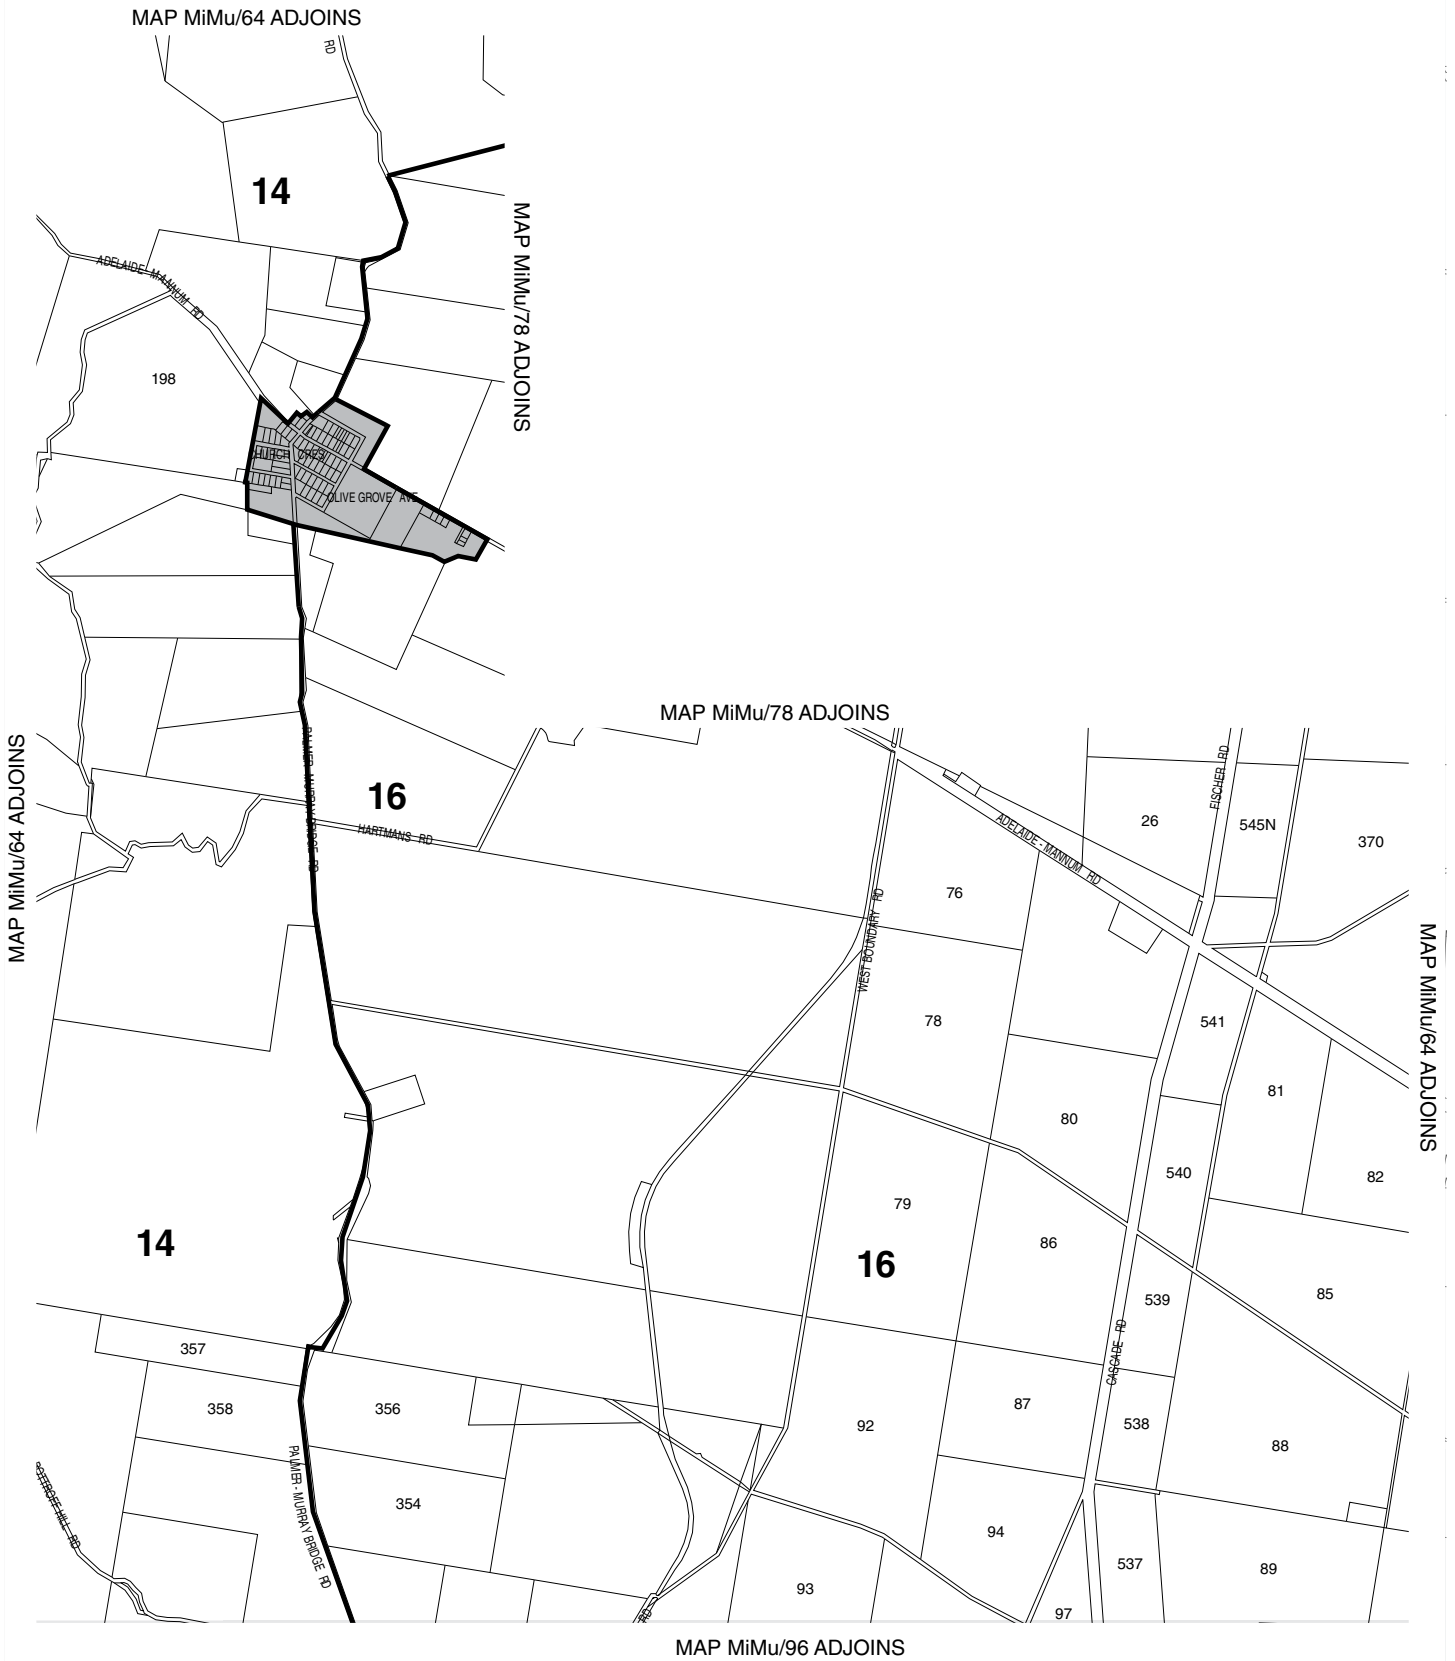 MAP MiMu/64 ADJOINS
RD
14
MAP MiMu/78 ADJOINS
ADELAIDE - MANNUM RD
198
CHURCH CRES
OLIVE GROVE AVE
MAP MiMu/78 ADJOINS
MAP MiMu/64 ADJOINS
PALMER - MURRAY BRIDGE RD
16
HARTMANS RD
FISCHER RD
26
545N
370
ADELAIDE - MANNUM RD
76
WEST BOUNDARY RD
MAP MiMu/64 ADJOINS
78
541
81
80
540
82
79
14
86
16
539
85
357
CASCADE RD
358
356
92
87
538
88
PALMER - MURRAY BRIDGE RD
354
HILL RD
94
537
89
93
97
RD
MAP MiMu/96 ADJOINS